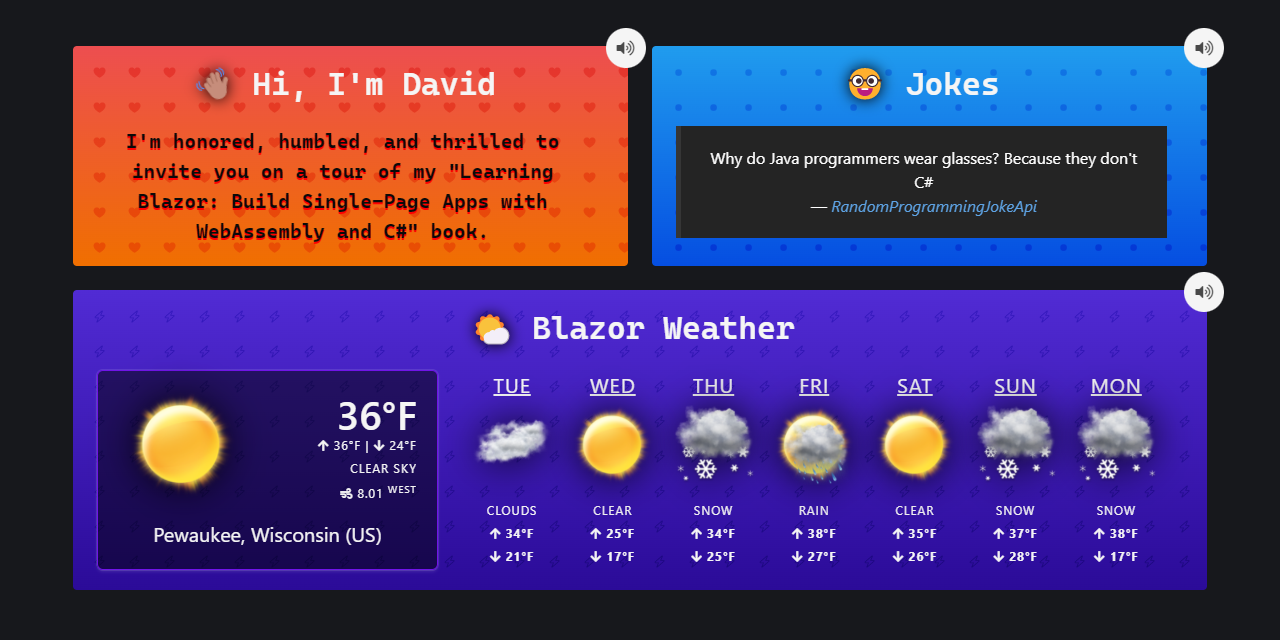 Hi, I'm David
I'm honored, humbled, and thrilled to
invite you on a tour of my "Learning
Blazor: Build Single-Page Apps with
WebAssembly and C#" book.
Jokes
Why do Java programmers wear glasses? Because they don't
C#
— RandomProgrammingJokeApi
Blazor Weather
36°F
↑ 36°F | ↓ 24°F
CLEAR SKY
8.01 WEST
Pewaukee, Wisconsin (US)
TUE WED THU FRI SAT SUN MON
CLOUDS CLEAR SNOW RAIN CLEAR SNOW SNOW
↑ 34°F ↑ 25°F ↑ 34°F ↑ 38°F ↑ 35°F ↑ 37°F ↑ 38°F
↓ 21°F ↓ 17°F ↓ 25°F ↓ 27°F ↓ 26°F ↓ 28°F ↓ 17°F